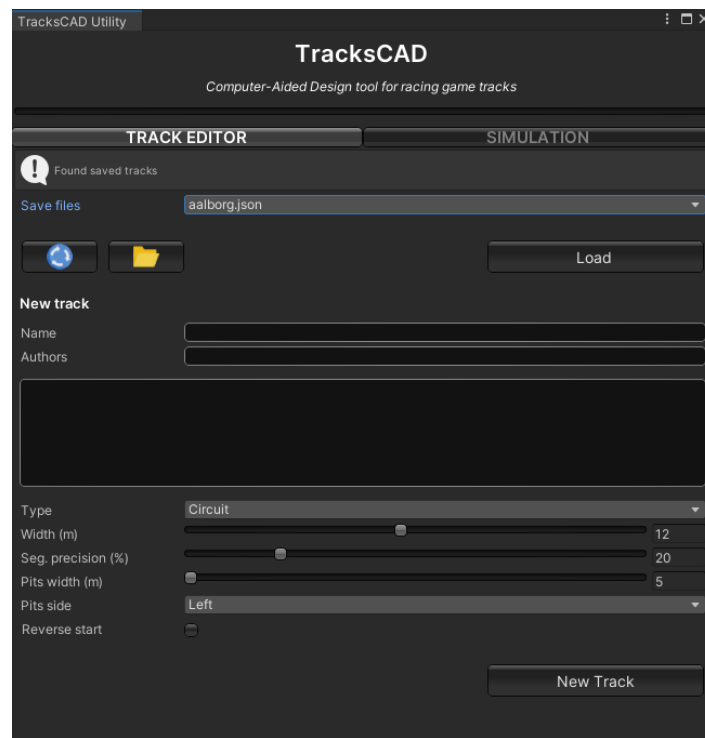 TracksCAD Utility
TracksCAD
Computer-Aided Design tool for racing game tracks
TRACK EDITOR SIMULATION
Found saved tracks
Save files aalborg.json
Load
New track
Name
Authors
Type Circuit
Width (m) 12
Seg. precision (%) 20
Pits width (m) 5
Pits side Left
Reverse start
New Track